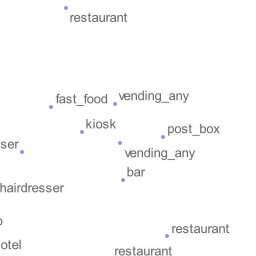 restaurant
fast_food
vending_any
kiosk
post_box
ser
vending_any
bar
hairdresser
restaurant
otel
restaurant